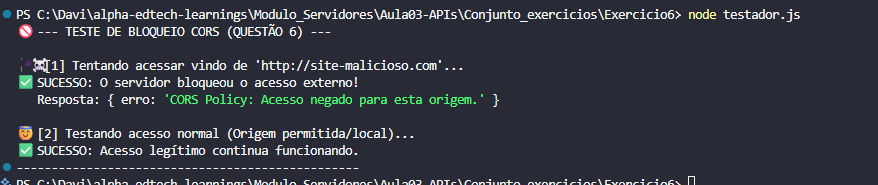 PS C:\Davi\alpha-edtech-learnings\Modulo_Servidores\Aula03-APIs\Conjunto_exercicios\Exercicio6> node testador.js
🚫 --- TESTE DE BLOQUEIO CORS (QUESTÃO 6) ---
🏴‍☠️[1] Tentando acessar vindo de 'http://site-malicioso.com'...
✅ SUCESSO: O servidor bloqueou o acesso externo!
Resposta: { erro: 'CORS Policy: Acesso negado para esta origem.' }
😇 [2] Testando acesso normal (Origem permitida/local)...
✅ SUCESSO: Acesso legítimo continua funcionando.
--------------------------------------------------
PS C:\Davi\alpha-edtech-learnings\Modulo_Servidores\Aula03-APIs\Conjunto_exercicios\Exercicio6>